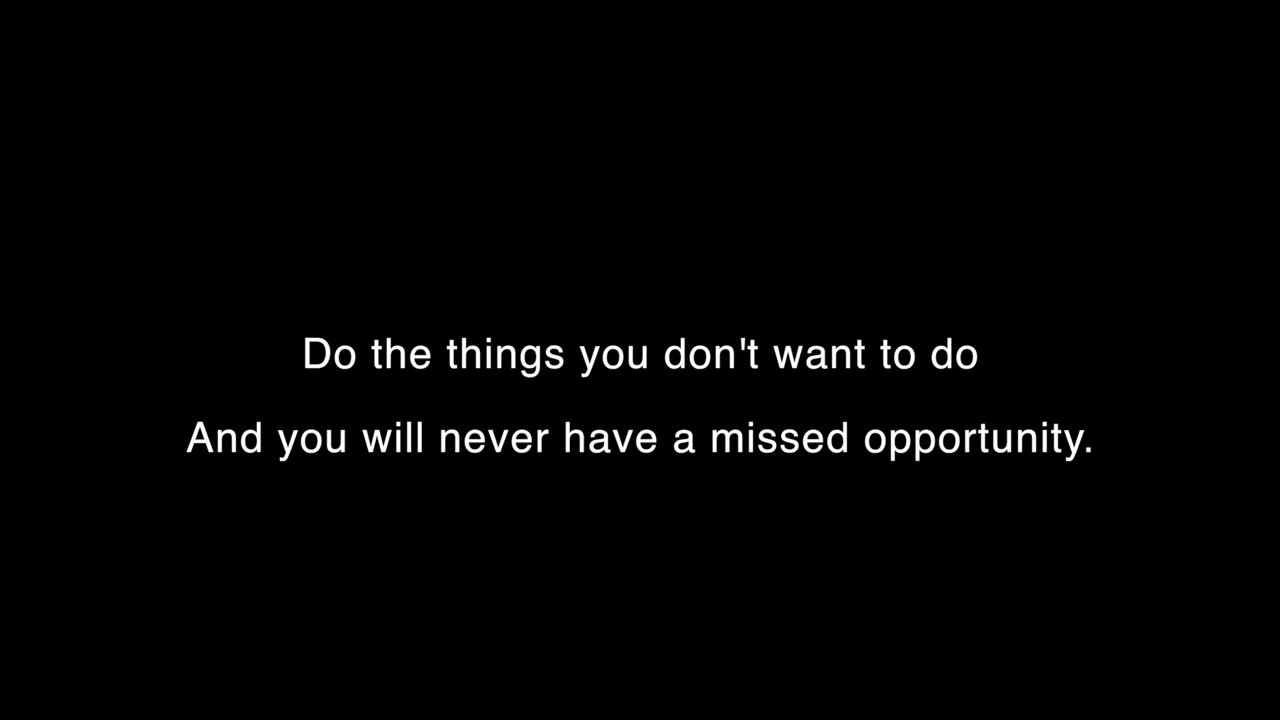 Do the things you don't want to do
And you will never have a missed opportunity.